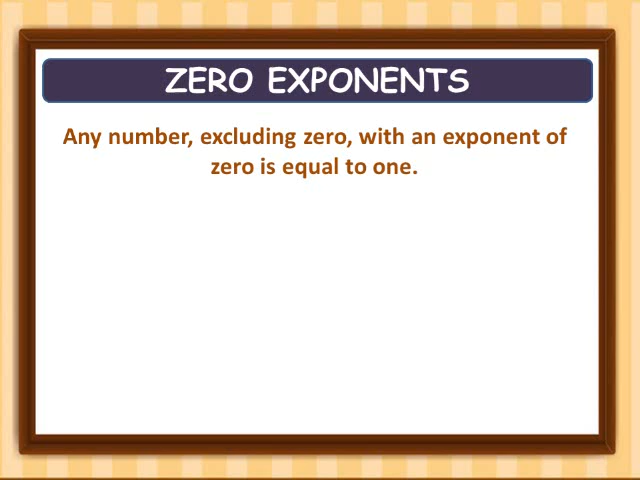 ZERO EXPONENTS
Any number, excluding zero, with an exponent of
zero is equal to one.